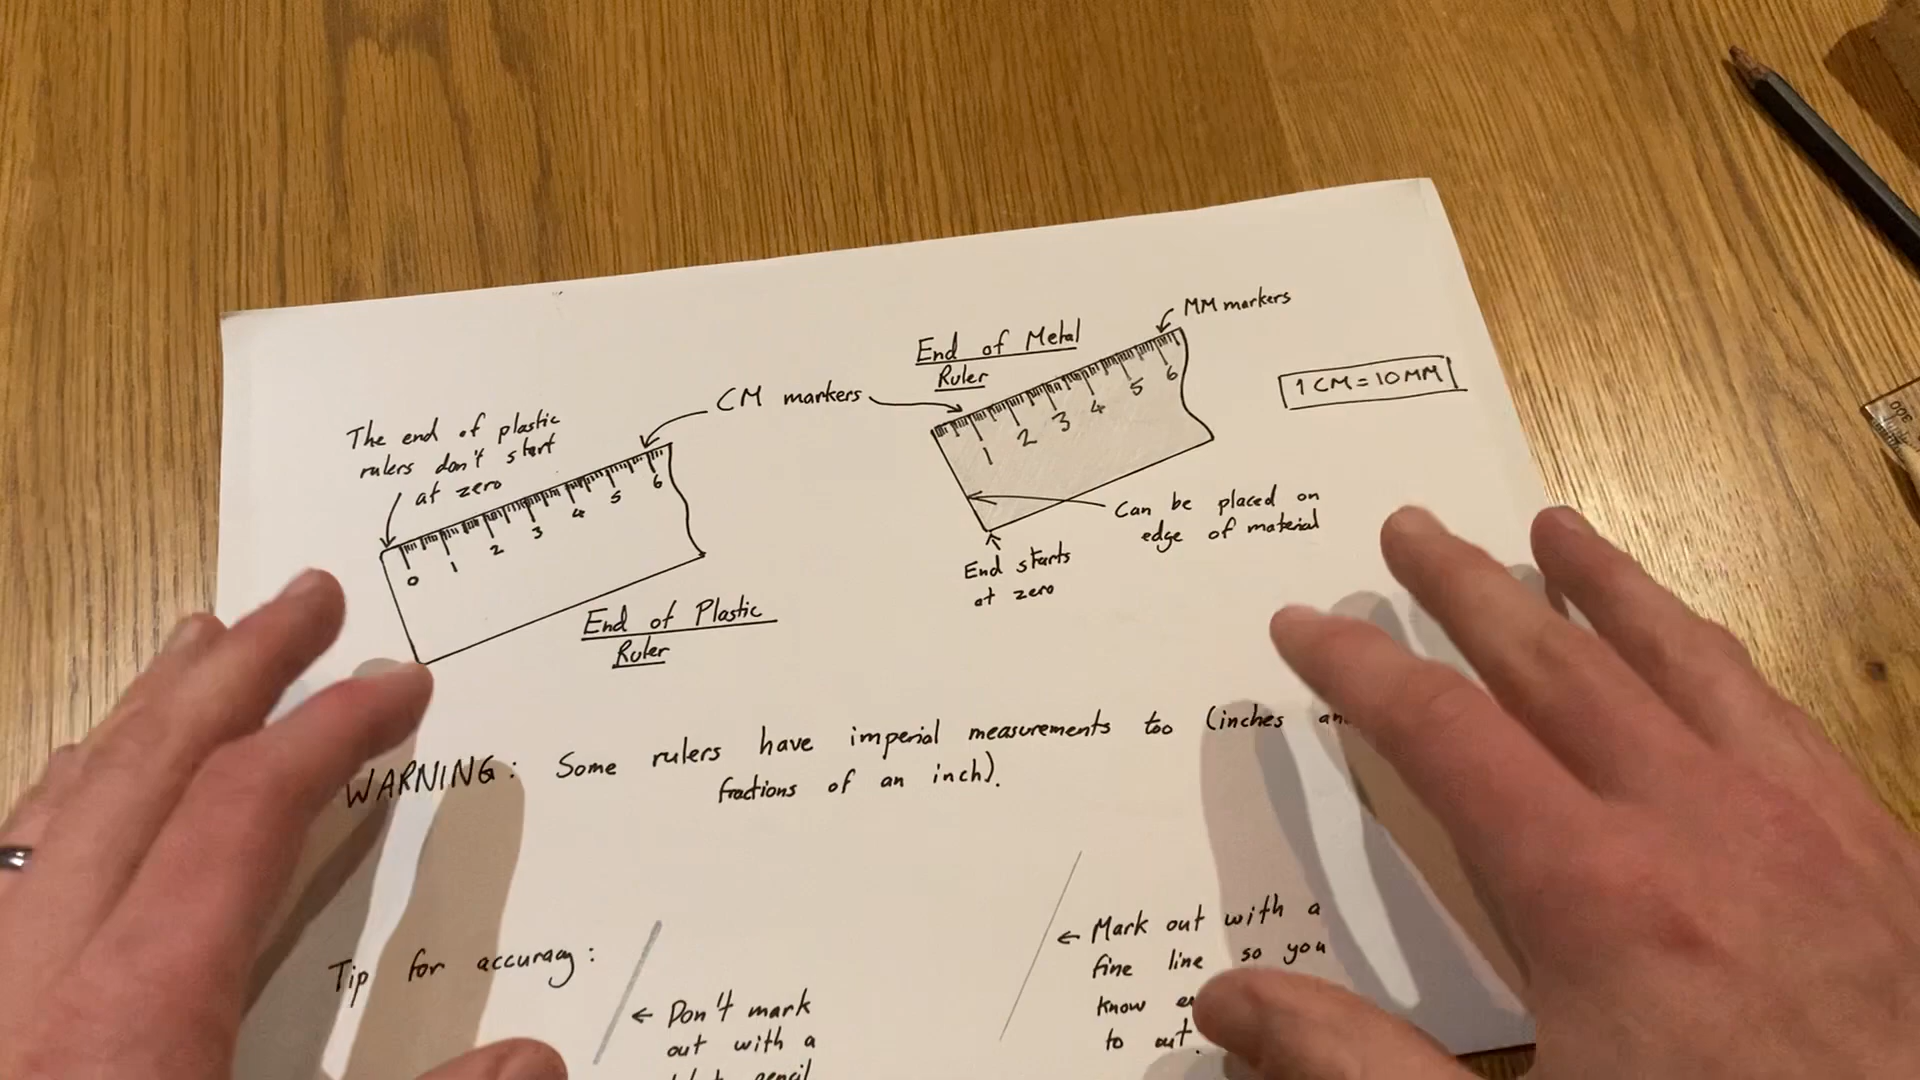 MM markers
End of Metal
Ruler
1 CM = 10 MM
CM markers
The end of plastic
rulers don't start
at zero
1 2 3 4 5 6
0 1 2 3 4 5 6
Can be placed on
edge of material
End starts
at zero
End of Plastic
Ruler
300
WARNING: Some rulers have imperial measurements too (inches
fractions of an inch).
Tip for accuracy:
← Don't mark
out with a
pencil
← Mark out with a
fine line so you
know
to cut.